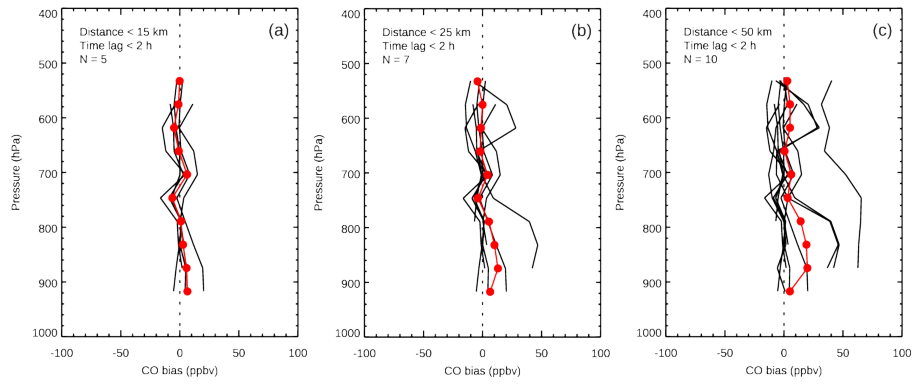 400
500
600
700
800
900
1000
Pressure (hPa)
Distance < 15 km
Time lag < 2 h
N = 5
(a)
-100 -50 0 50 100
CO bias (ppbv)
400
500
600
700
800
900
1000
Pressure (hPa)
Distance < 25 km
Time lag < 2 h
N = 7
(b)
-100 -50 0 50 100
CO bias (ppbv)
400
500
600
700
800
900
1000
Pressure (hPa)
Distance < 50 km
Time lag < 2 h
N = 10
(c)
-100 -50 0 50 100
CO bias (ppbv)